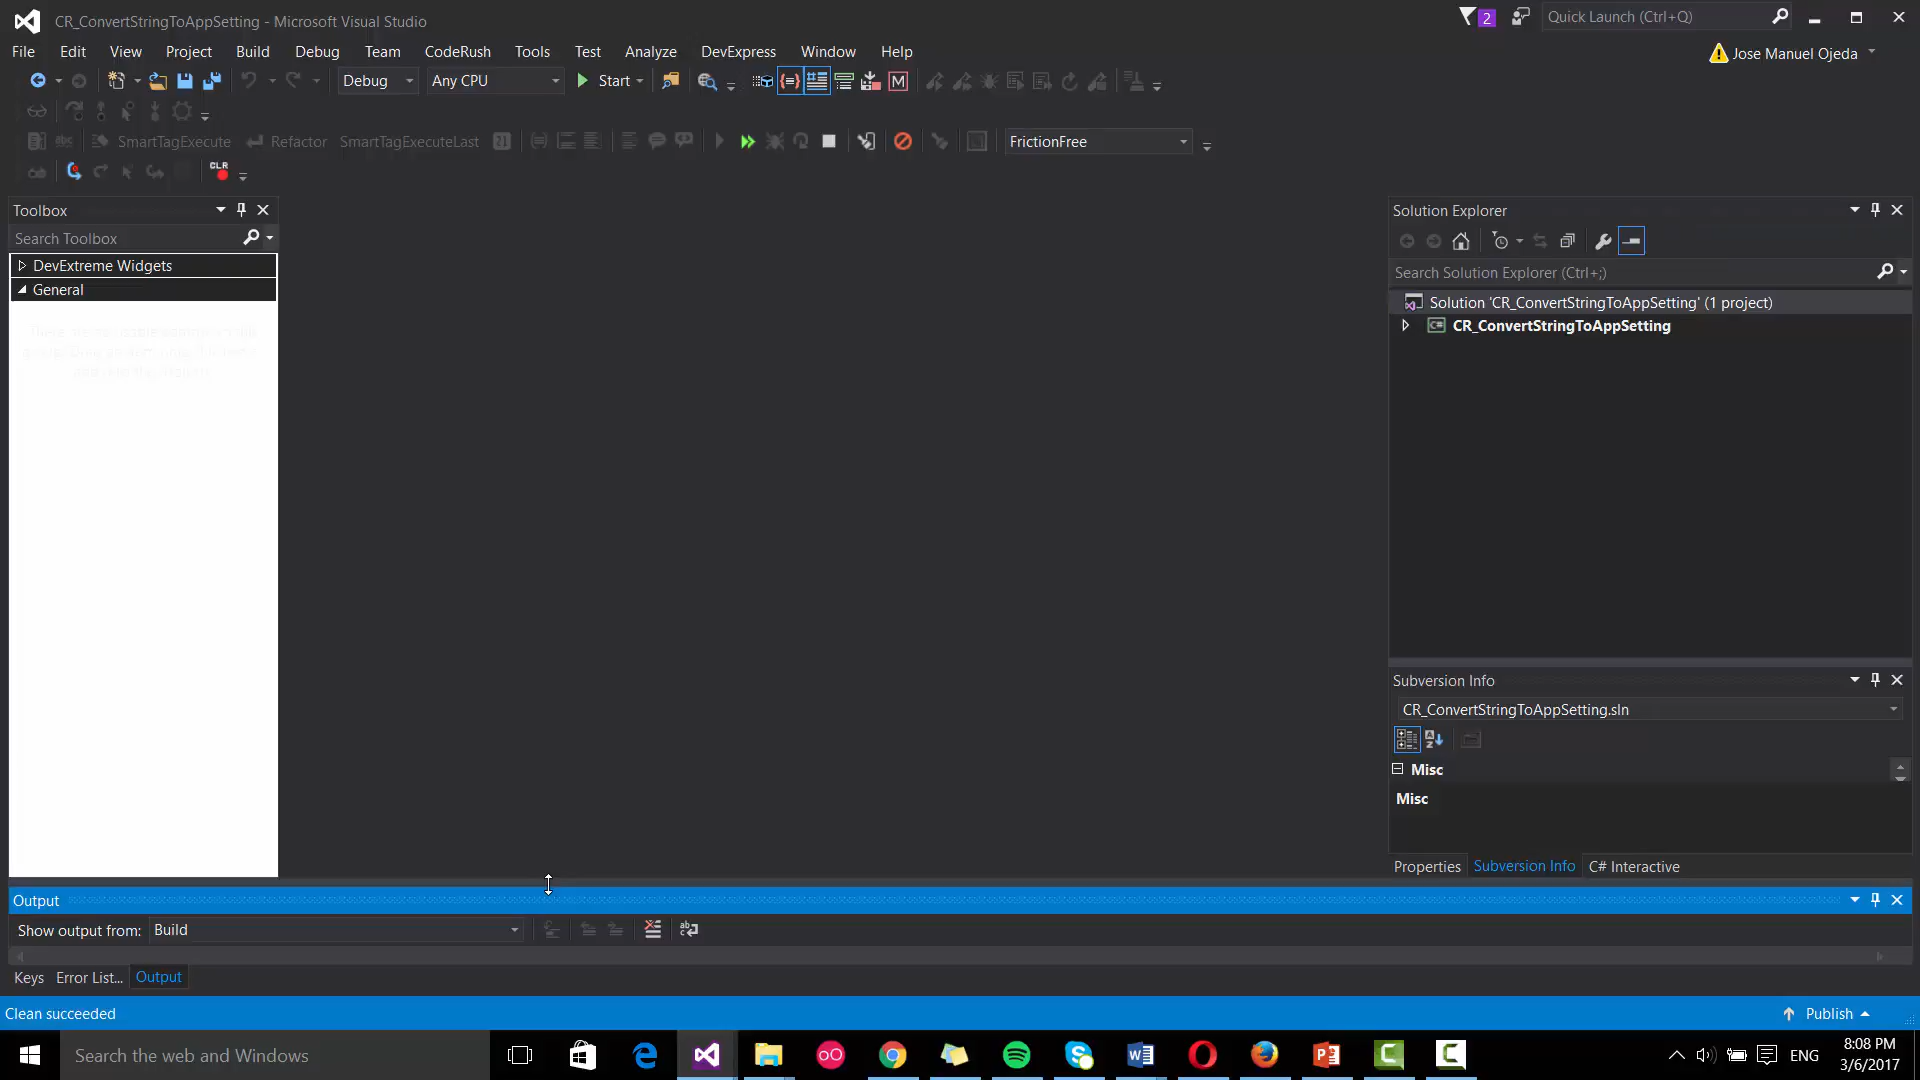 CR_ConvertStringToAppSetting - Microsoft Visual Studio
2
Quick Launch (Ctrl+Q)
File Edit View Project Build Debug Team CodeRush Tools Test Analyze DevExpress Window Help
Jose Manuel Ojeda
Debug Any CPU Start
SmartTagExecute Refactor SmartTagExecuteLast FrictionFree
CLR
Toolbox
Search Toolbox
DevExtreme Widgets
General
Solution Explorer
Search Solution Explorer (Ctrl+;)
Solution 'CR_ConvertStringToAppSetting' (1 project)
C# CR_ConvertStringToAppSetting
Subversion Info
CR_ConvertStringToAppSetting.sln
Misc
Misc
Properties Subversion Info C# Interactive
Output
Show output from: Build
Keys Error List... Output
Clean succeeded
Publish
Search the web and Windows
ENG
8:08 PM
3/6/2017